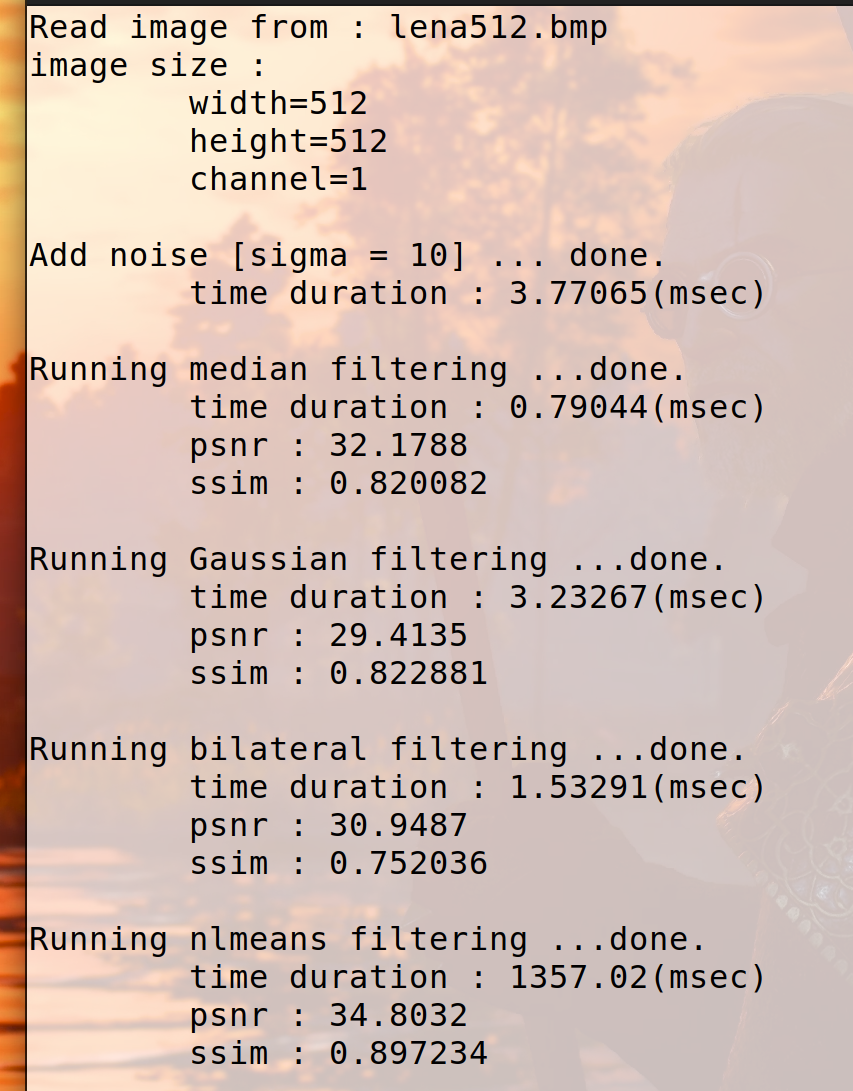 Read image from : lena512.bmp
image size :
width=512
height=512
channel=1
Add noise [sigma = 10] ... done.
time duration : 3.77065(msec)
Running median filtering ...done.
time duration : 0.79044(msec)
psnr : 32.1788
ssim : 0.820082
Running Gaussian filtering ...done.
time duration : 3.23267(msec)
psnr : 29.4135
ssim : 0.822881
Running bilateral filtering ...done.
time duration : 1.53291(msec)
psnr : 30.9487
ssim : 0.752036
Running nlmeans filtering ...done.
time duration : 1357.02(msec)
psnr : 34.8032
ssim : 0.897234